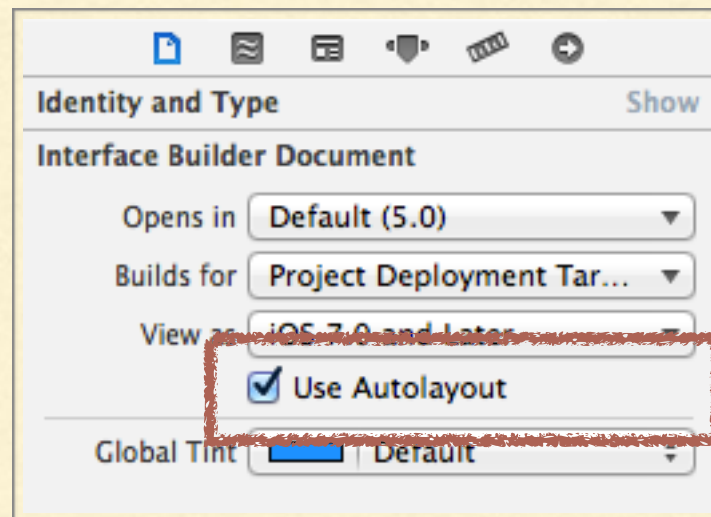 Identity and Type Show
Interface Builder Document
Opens in Default (5.0)
Builds for Project Deployment Tar...
View as iOS 7.0 and Later
Use Autolayout
Global Tint Default